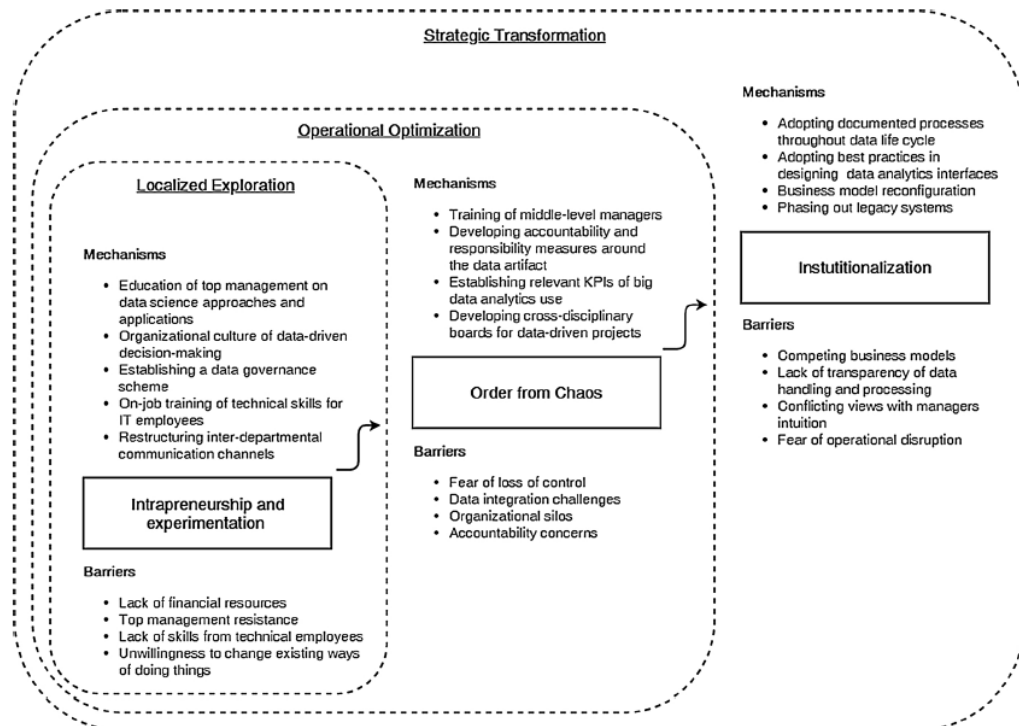 Strategic Transformation
Operational Optimization
Localized Exploration
Mechanisms
• Education of top management on
data science approaches and
applications
• Organizational culture of data-driven
decision-making
• Establishing a data governance
scheme
• On-job training of technical skills for
IT employees
• Restructuring inter-departmental
communication channels
Intrapreneurship and
experimentation
Barriers
• Lack of financial resources
• Top management resistance
• Lack of skills from technical employees
• Unwillingness to change existing ways
of doing things
Mechanisms
• Training of middle-level managers
• Developing accountability and
responsibility measures around
the data artifact
• Establishing relevant KPIs of big
data analytics use
• Developing cross-disciplinary
boards for data-driven projects
Order from Chaos
Barriers
• Fear of loss of control
• Data integration challenges
• Organizational silos
• Accountability concerns
Mechanisms
• Adopting documented processes
throughout data life cycle
• Adopting best practices in
designing data analytics interfaces
• Business model reconfiguration
• Phasing out legacy systems
Instutitionalization
Barriers
• Competing business models
• Lack of transparency of data
handling and processing
• Conflicting views with managers
intuition
• Fear of operational disruption